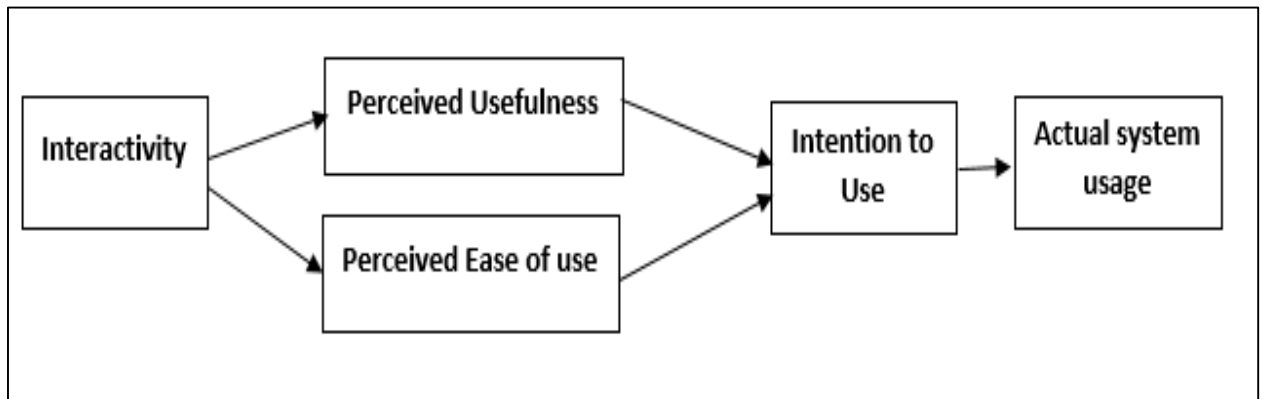 Interactivity
Perceived Usefulness
Perceived Ease of use
Intention to
Use
Actual system
usage